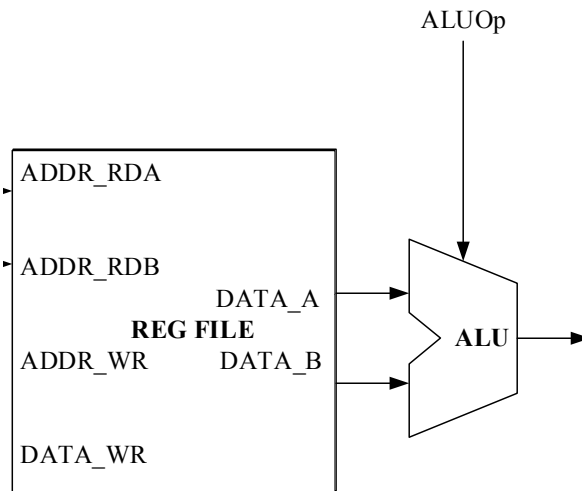 ALUOp
ADDR_RDA
ADDR_RDB
DATA_A
REG FILE
ALU
ADDR_WR
DATA_B
DATA_WR